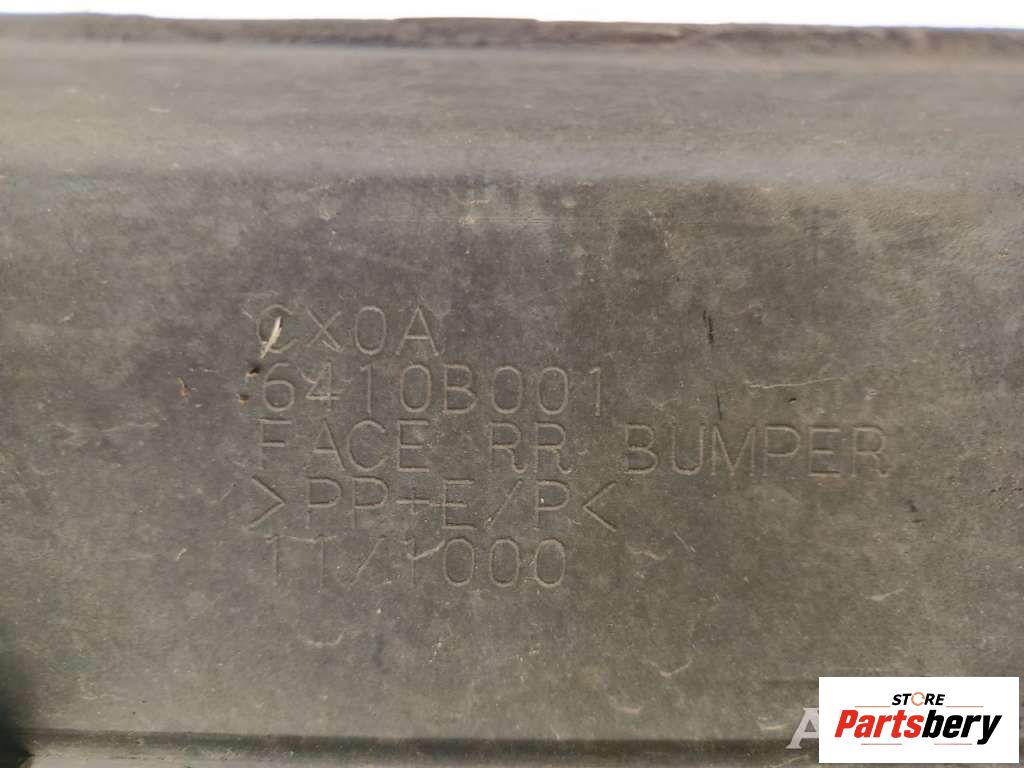 CX0A
6410B001
FACE RR BUMPER
>PP+E/P<
11/1000
STORE
Partsbery